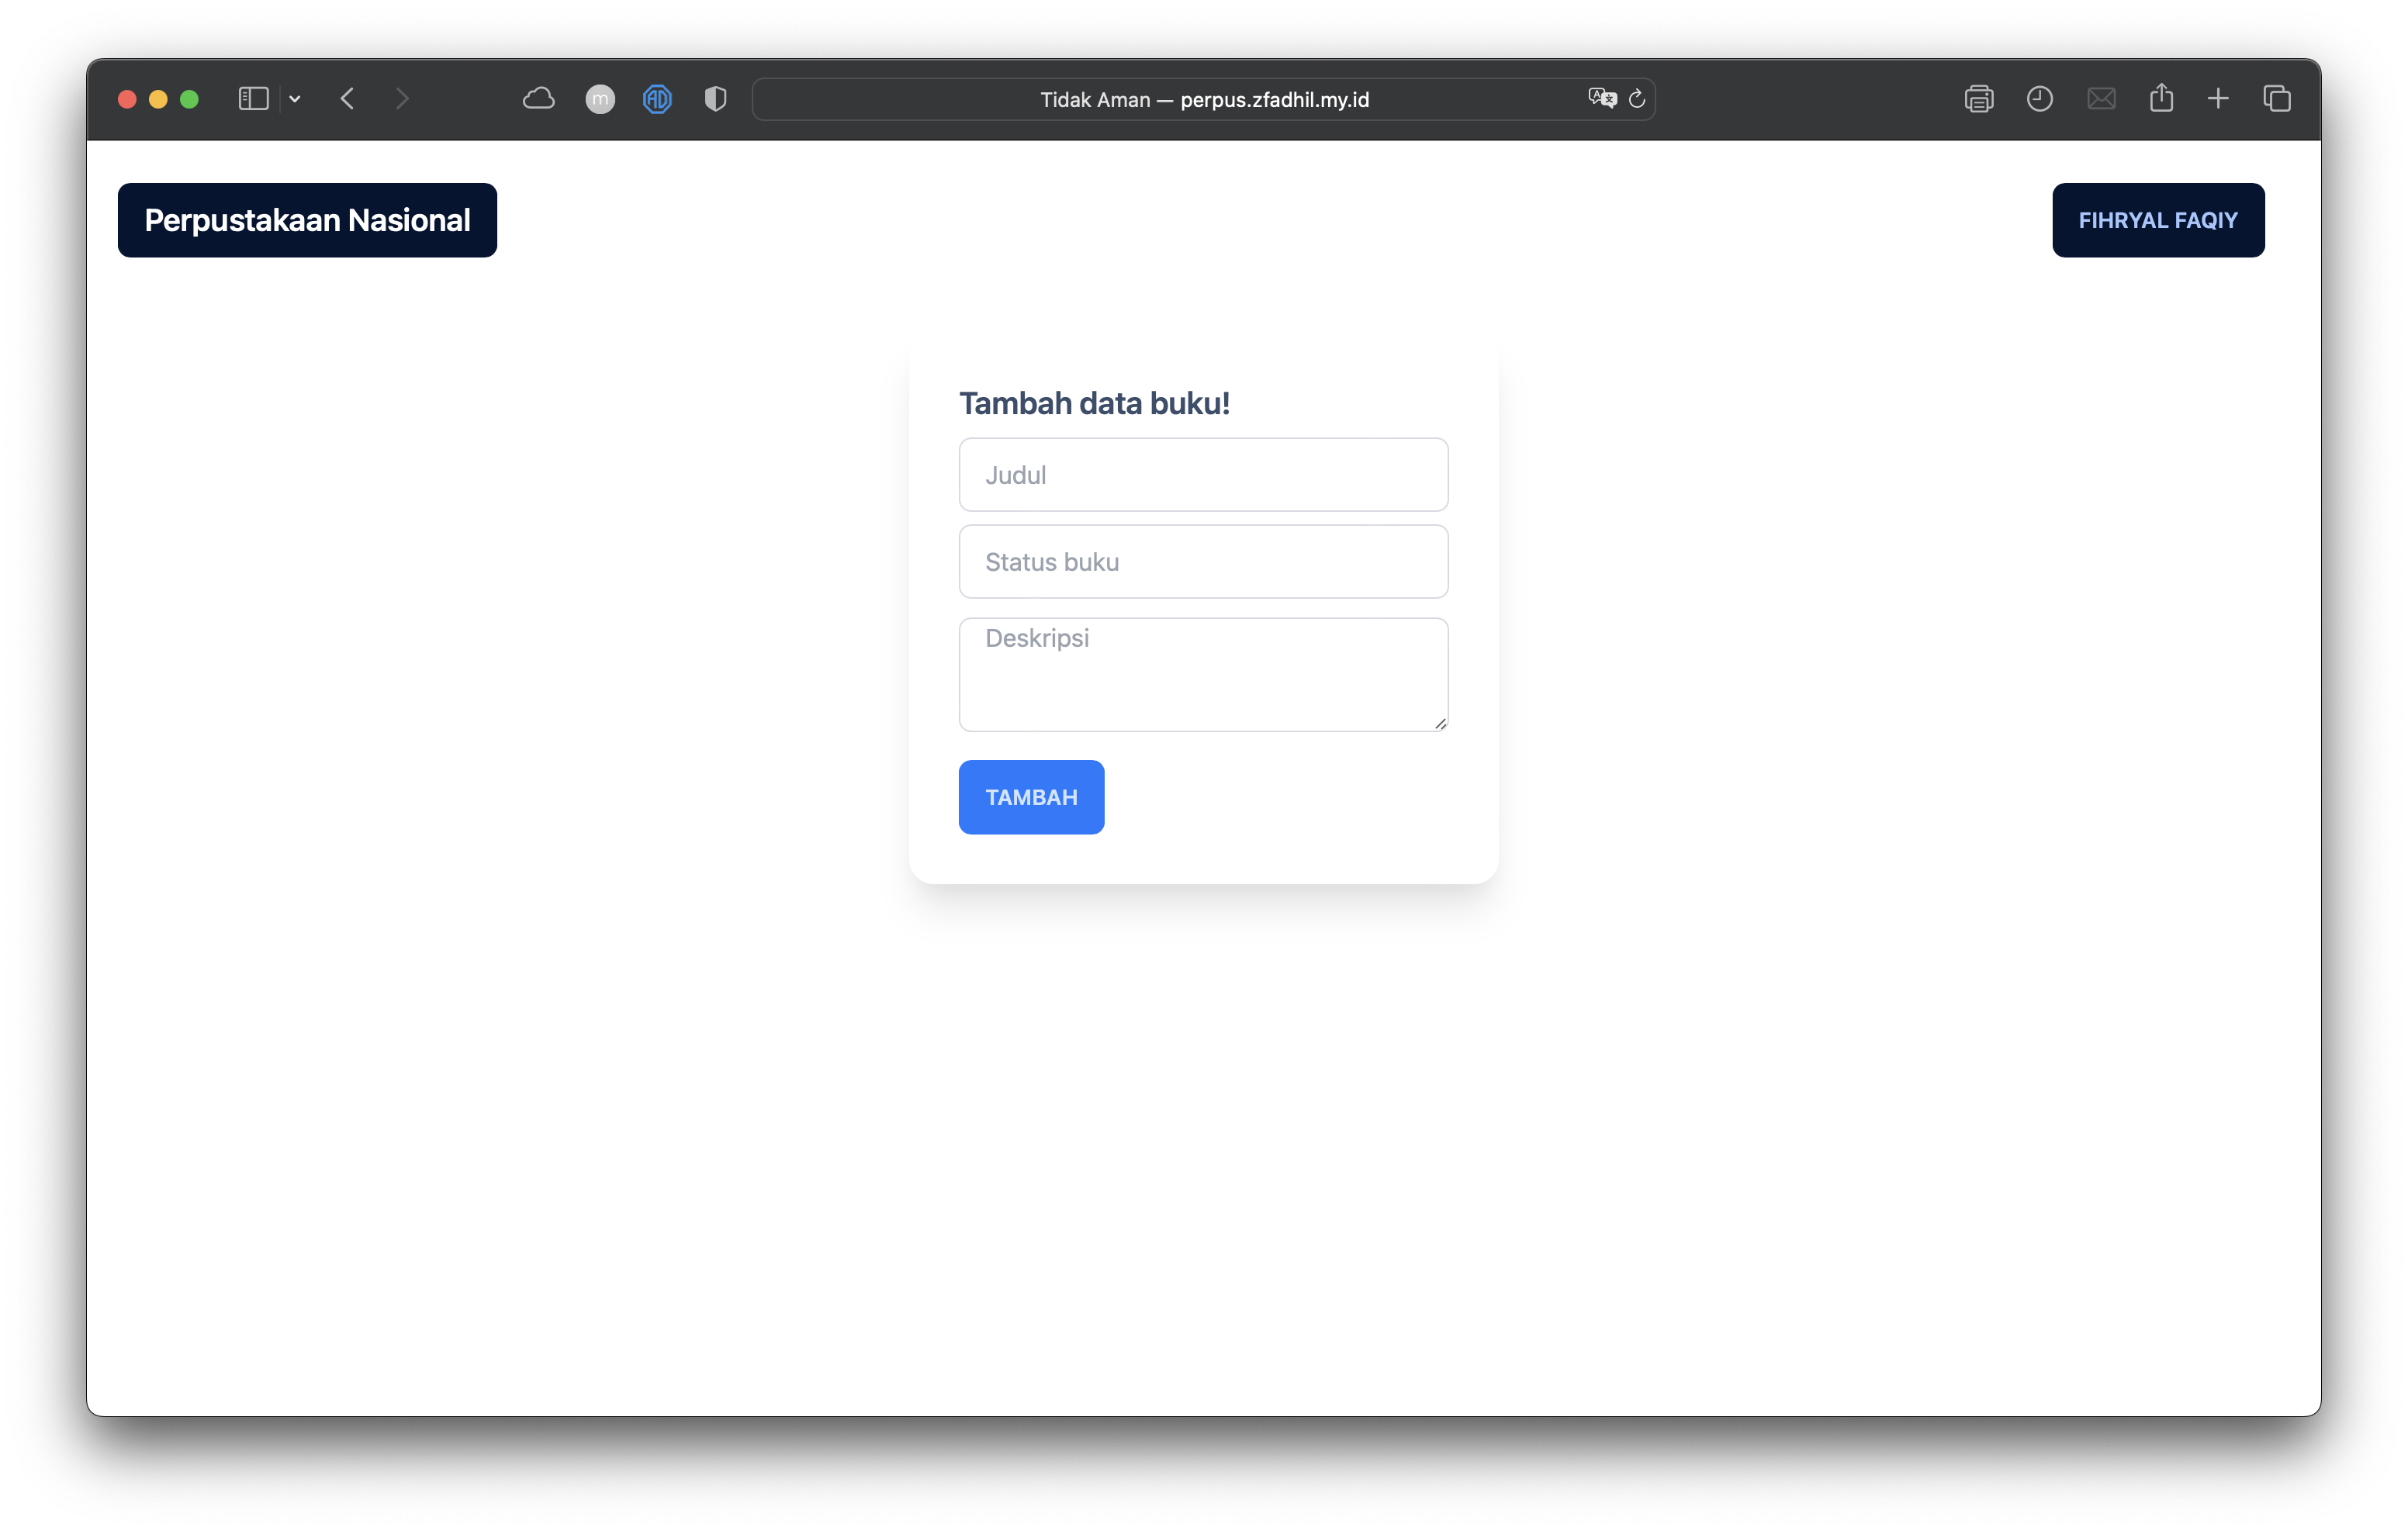 Tidak Aman — perpus.zfadhil.my.id
Perpustakaan Nasional
FIHRYAL FAQIY
Tambah data buku!
Judul
Status buku
Deskripsi
TAMBAH